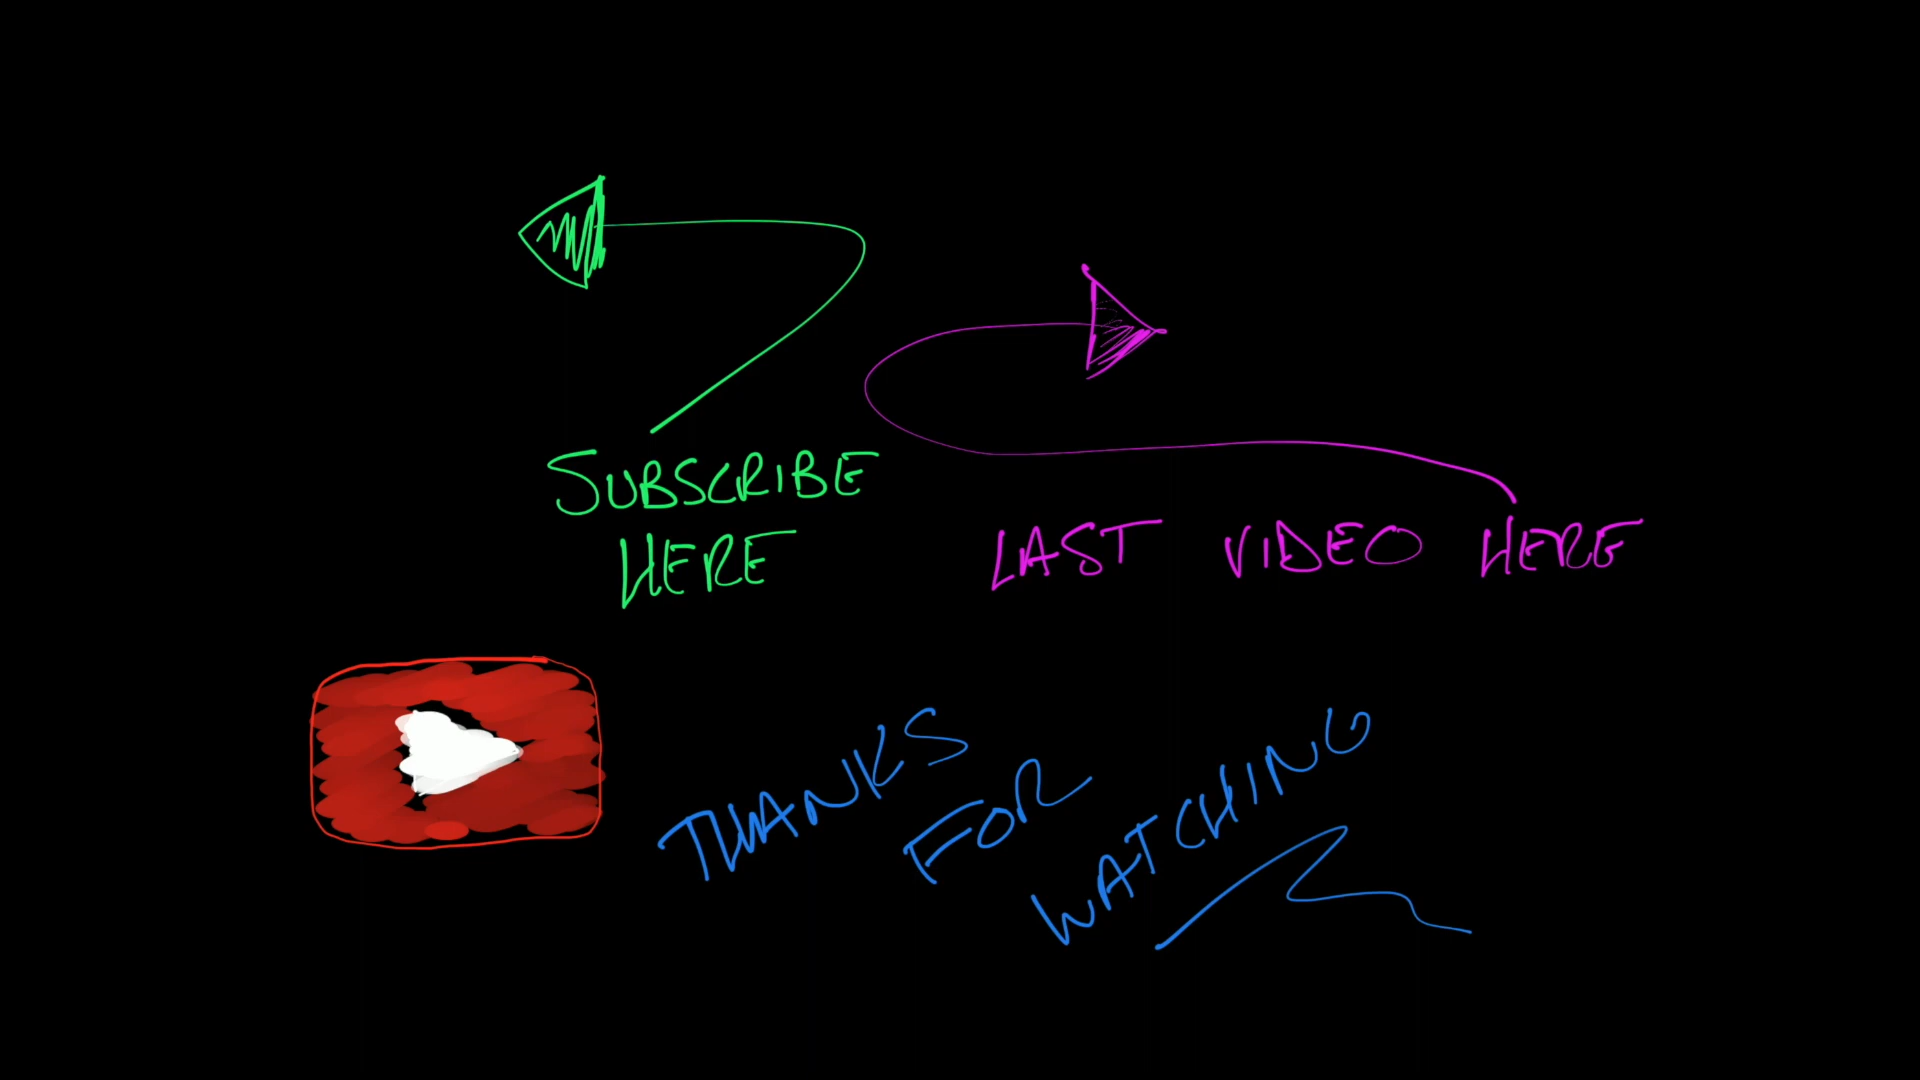 SUBSCRIBE
HERE
LAST VIDEO HERE
THANKS
FOR
WATCHING